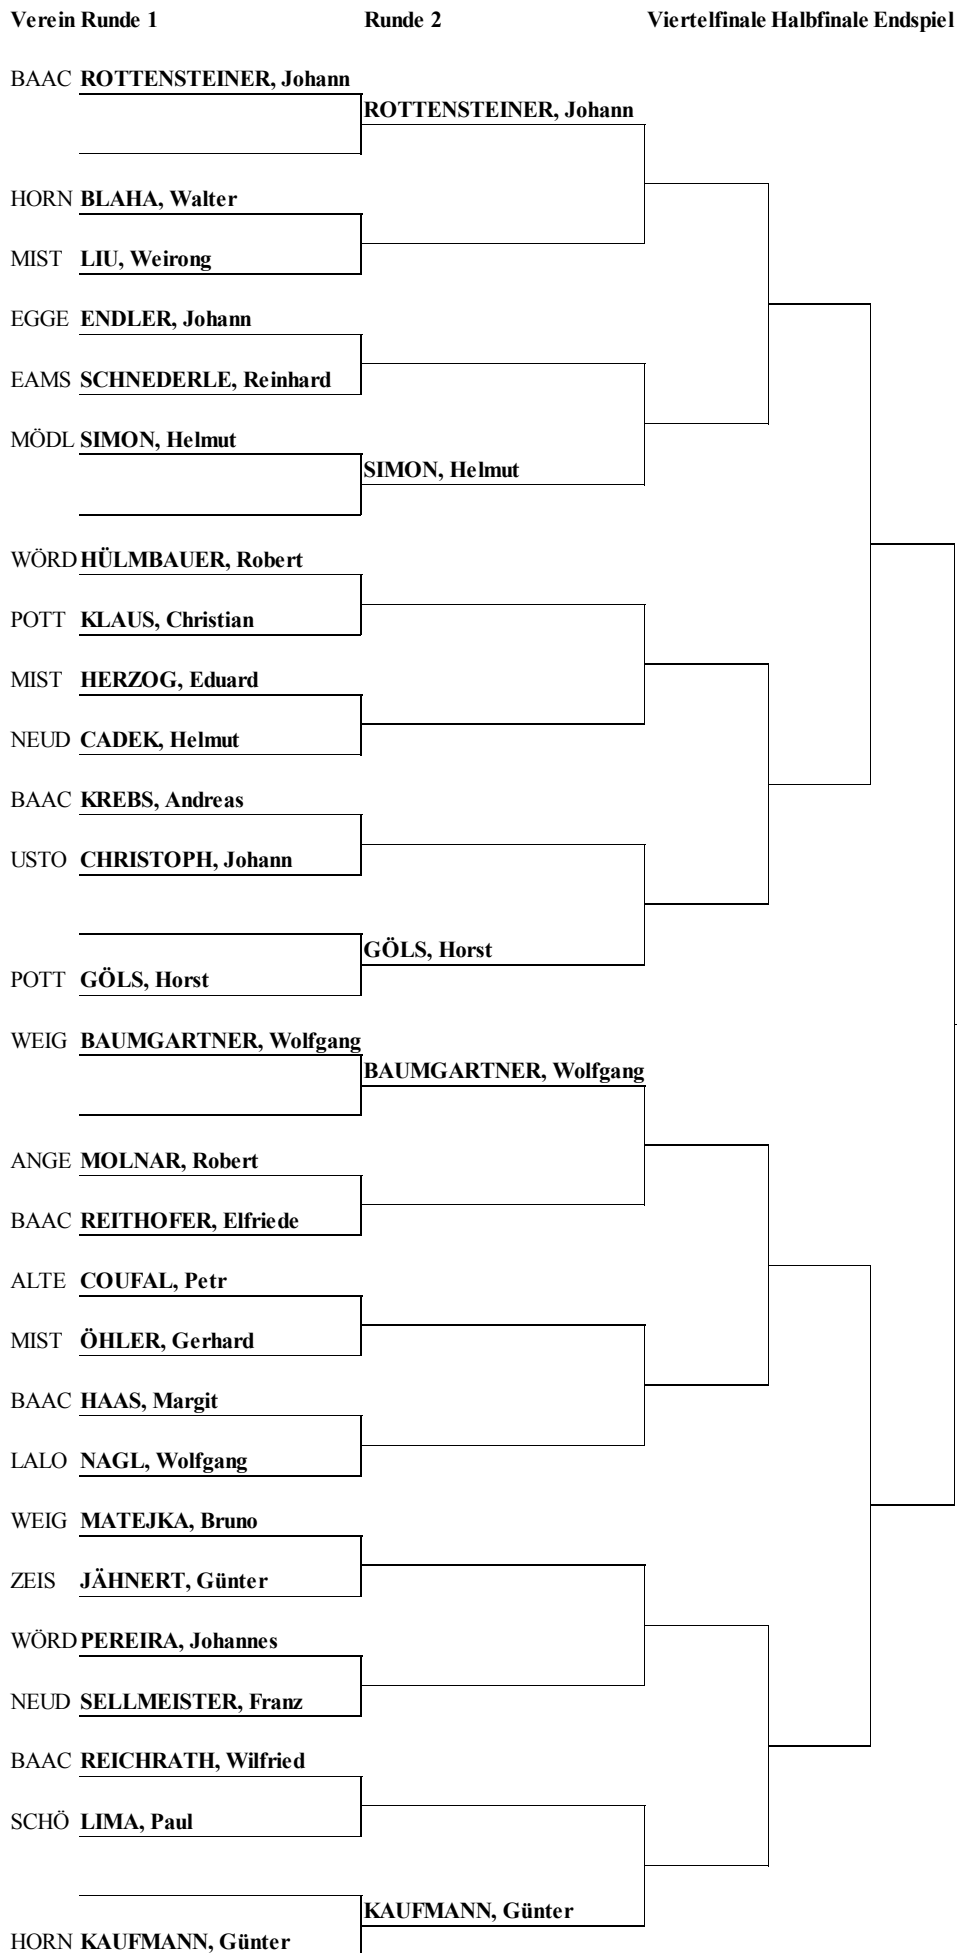 Verein Runde 1 Runde 2 Viertelfinale Halbfinale Endspiel
BAAC ROTTENSTEINER, Johann
ROTTENSTEINER, Johann
HORN BLAHA, Walter
MIST LIU, Weirong
EGGE ENDLER, Johann
EAMS SCHNEDERLE, Reinhard
MÖDL SIMON, Helmut
SIMON, Helmut
WÖRD HÜLMBAUER, Robert
POTT KLAUS, Christian
MIST HERZOG, Eduard
NEUD CADEK, Helmut
BAAC KREBS, Andreas
USTO CHRISTOPH, Johann
GÖLS, Horst
POTT GÖLS, Horst
WEIG BAUMGARTNER, Wolfgang
BAUMGARTNER, Wolfgang
ANGE MOLNAR, Robert
BAAC REITHOFER, Elfriede
ALTE COUFAL, Petr
MIST ÖHLER, Gerhard
BAAC HAAS, Margit
LALO NAGL, Wolfgang
WEIG MATEJKA, Bruno
ZEIS JÄHNERT, Günter
WÖRD PEREIRA, Johannes
NEUD SELLMEISTER, Franz
BAAC REICHRATH, Wilfried
SCHÖ LIMA, Paul
KAUFMANN, Günter
HORN KAUFMANN, Günter